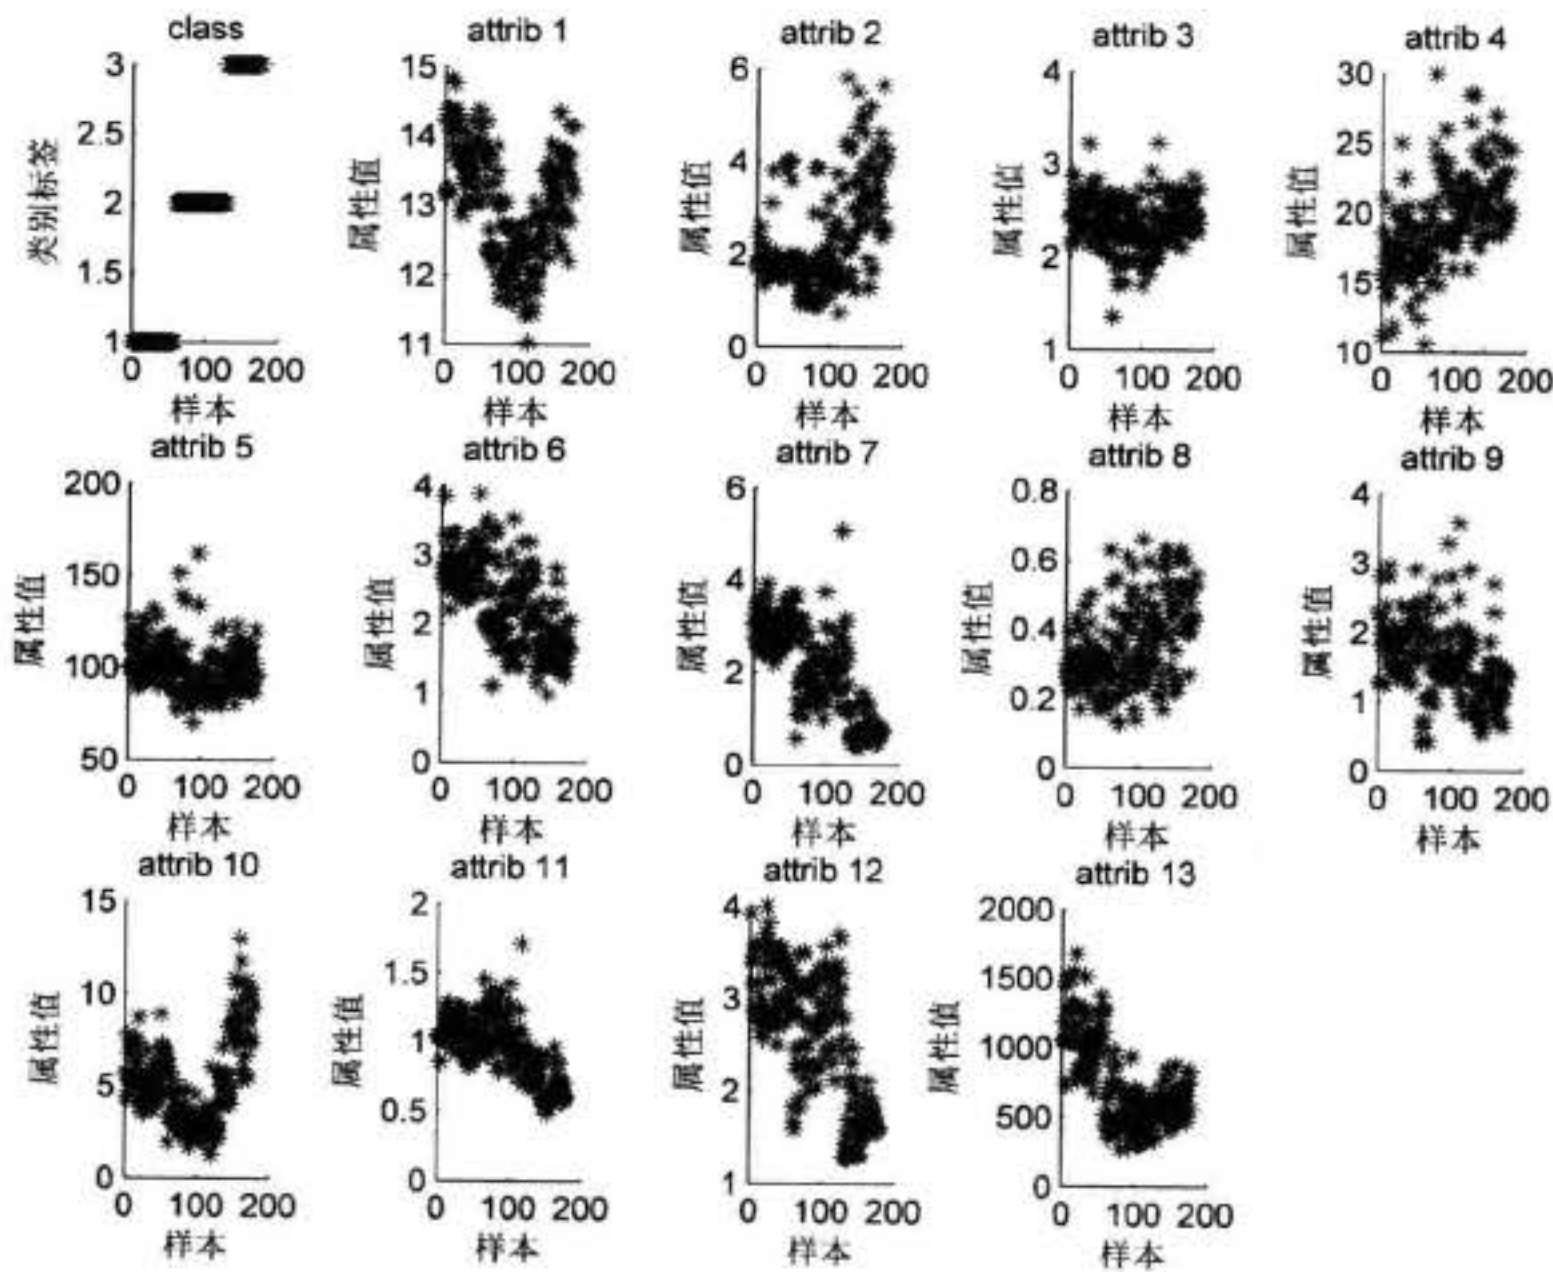 class
类别标签
3
2.5
2
1.5
1
0 100 200
样本
attrib 1
属性值
15
14
13
12
11
0 100 200
样本
attrib 2
属性值
6
4
2
0
0 100 200
样本
attrib 3
属性值
4
3
2
1
0 100 200
样本
attrib 4
属性值
30
25
20
15
10
0 100 200
样本
attrib 5
属性值
200
150
100
50
0 100 200
样本
attrib 6
属性值
4
3
2
1
0
0 100 200
样本
attrib 7
属性值
6
4
2
0
0 100 200
样本
attrib 8
属性值
0.8
0.6
0.4
0.2
0
0 100 200
样本
attrib 9
属性值
4
3
2
1
0
0 100 200
样本
attrib 10
属性值
15
10
5
0
0 100 200
样本
attrib 11
属性值
2
1.5
1
0.5
0
0 100 200
样本
attrib 12
属性值
4
3
2
1
0 100 200
样本
attrib 13
属性值
2000
1500
1000
500
0
0 100 200
样本